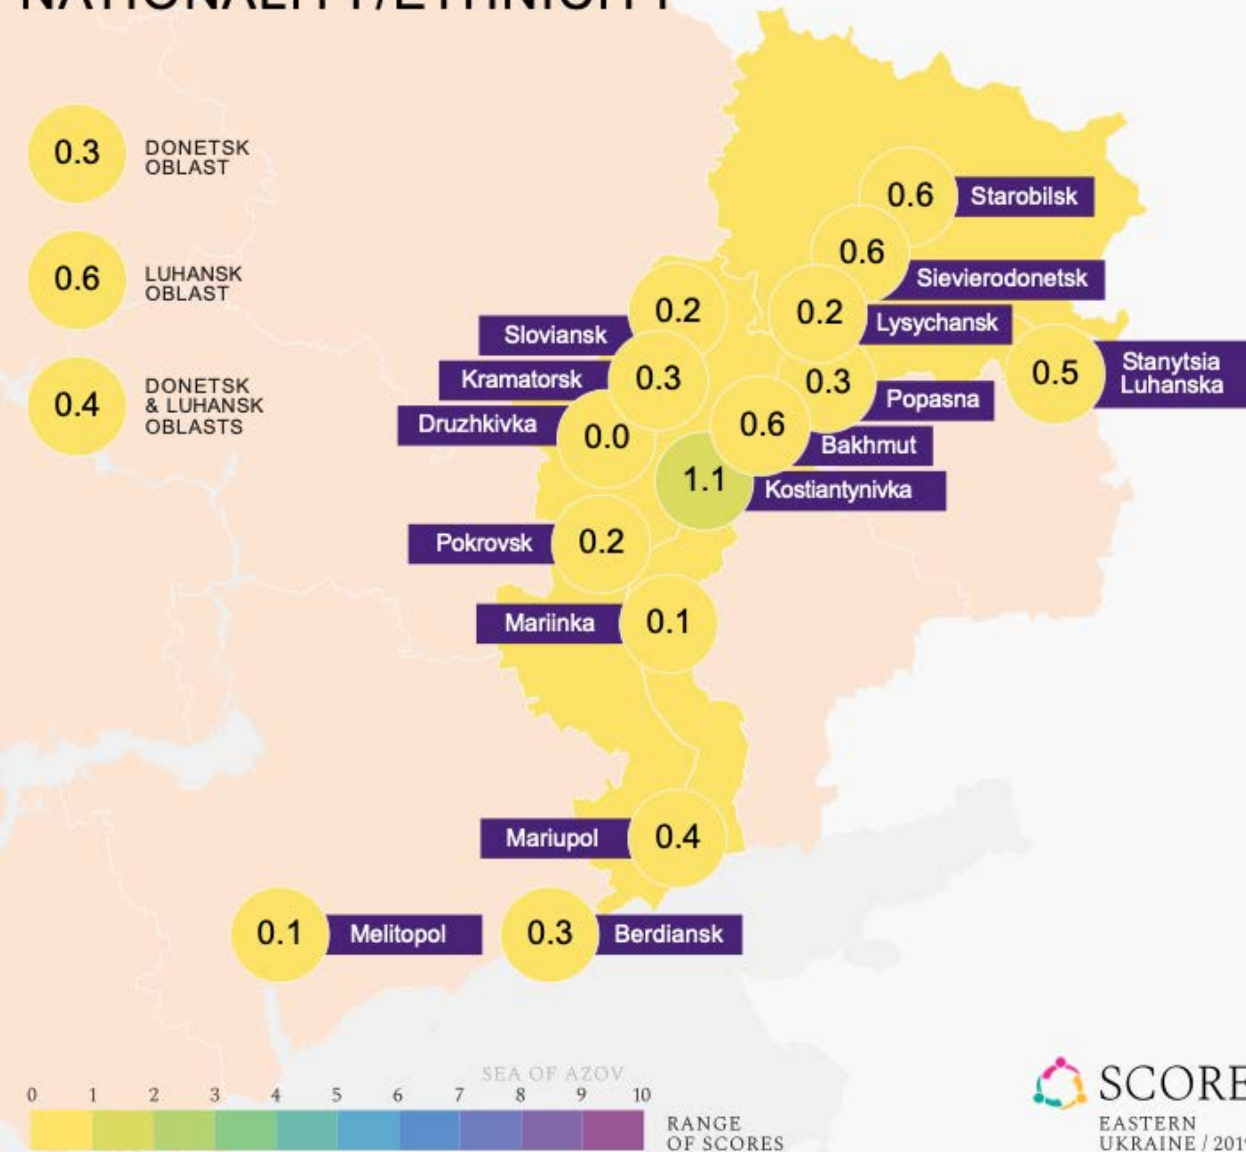 NATIONALITY/ETHNICITY
0.3
DONETSK
OBLAST
0.6
LUHANSK
OBLAST
0.4
DONETSK
& LUHANSK
OBLASTS
0.6
Starobilsk
0.6
Sievierodonetsk
0.2
Sloviansk
0.2
Lysychansk
0.3
Kramatorsk
0.3
Popasna
0.5
Stanytsia
Luhanska
0.0
Druzhkivka
0.6
Bakhmut
1.1
Kostiantynivka
0.2
Pokrovsk
0.1
Mariinka
0.4
Mariupol
0.1
Melitopol
0.3
Berdiansk
SEA OF AZOV
0 1 2 3 4 5 6 7 8 9 10
RANGE
OF SCORES
SCORE
EASTERN
UKRAINE / 2019